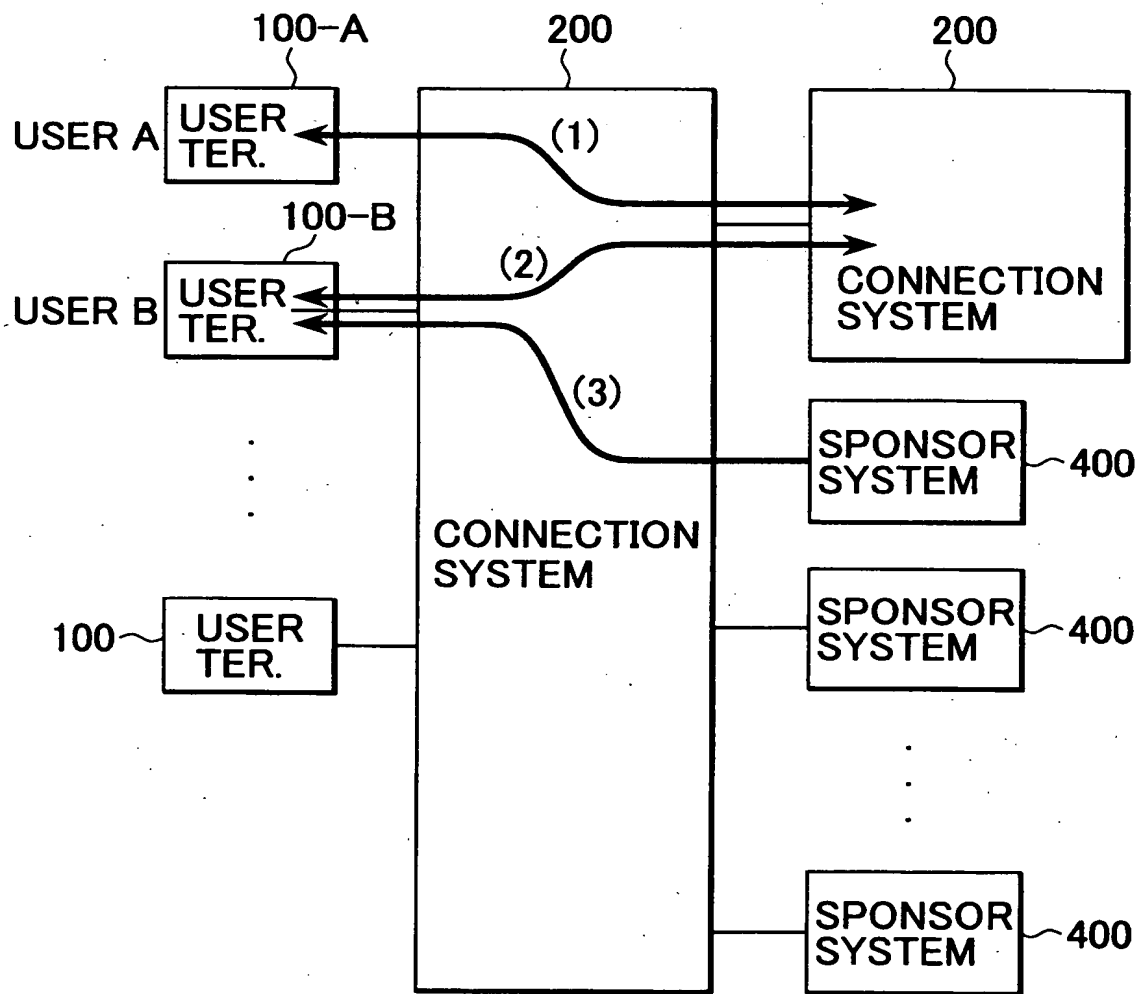 100-A
200
200
USER A
USER
TER.
(1)
100-B
USER B
USER
TER.
(2)
CONNECTION
SYSTEM
(3)
SPONSOR
SYSTEM
400
CONNECTION
SYSTEM
100
USER
TER.
SPONSOR
SYSTEM
400
SPONSOR
SYSTEM
400